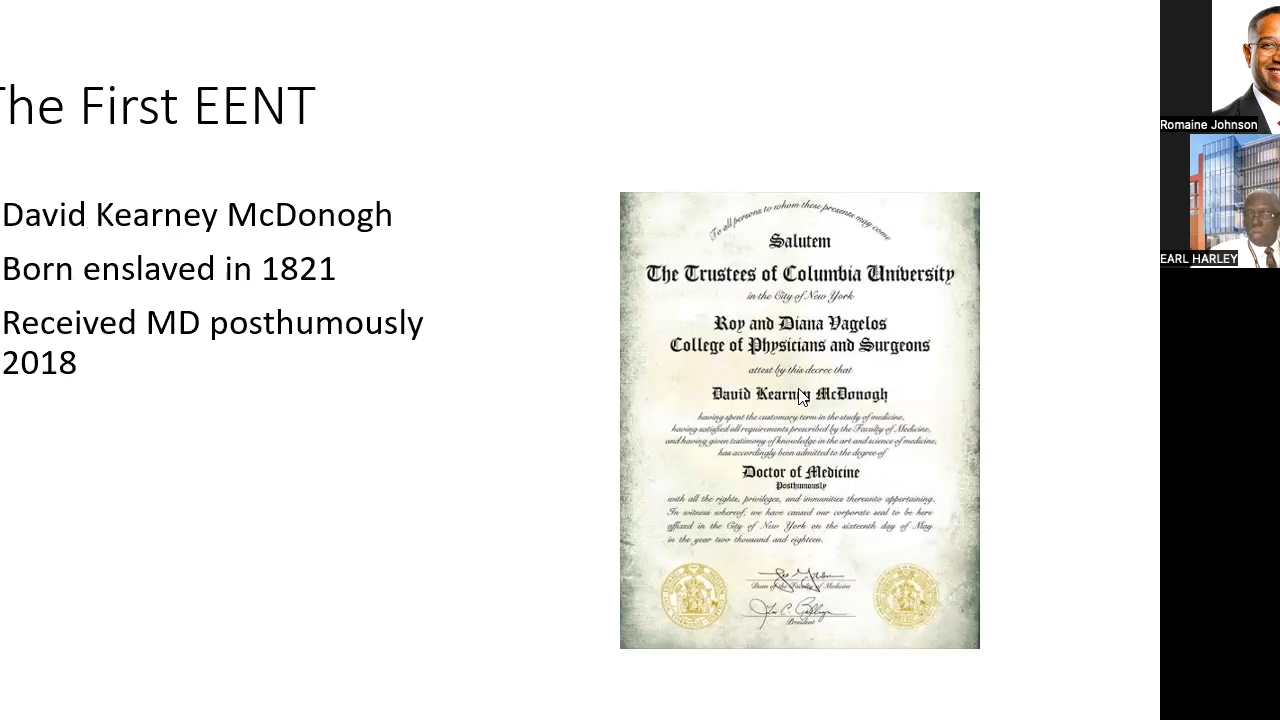 The First EENT
David Kearney McDonogh
Born enslaved in 1821
Received MD posthumously
2018
To all persons to whom these presents may come
Salutem
The Trustees of Columbia University
in the City of New York
Roy and Diana Vagelos
College of Physicians and Surgeons
attest by this decree that
David Kearney McDonogh
having spent the customary term in the study of medicine,
having satisfied all requirements prescribed by the Faculty of Medicine,
and having given testimony of knowledge in the art and science of medicine,
has accordingly been admitted to the degree of
Doctor of Medicine
Posthumously
with all the rights, privileges, and immunities thereunto appertaining.
In witness whereof, we have caused our corporate seal to be here
affixed in the City of New York on the sixteenth day of May
in the year two thousand and eighteen.
Dean of the Faculty of Medicine
President
Romaine Johnson
EARL HARLEY